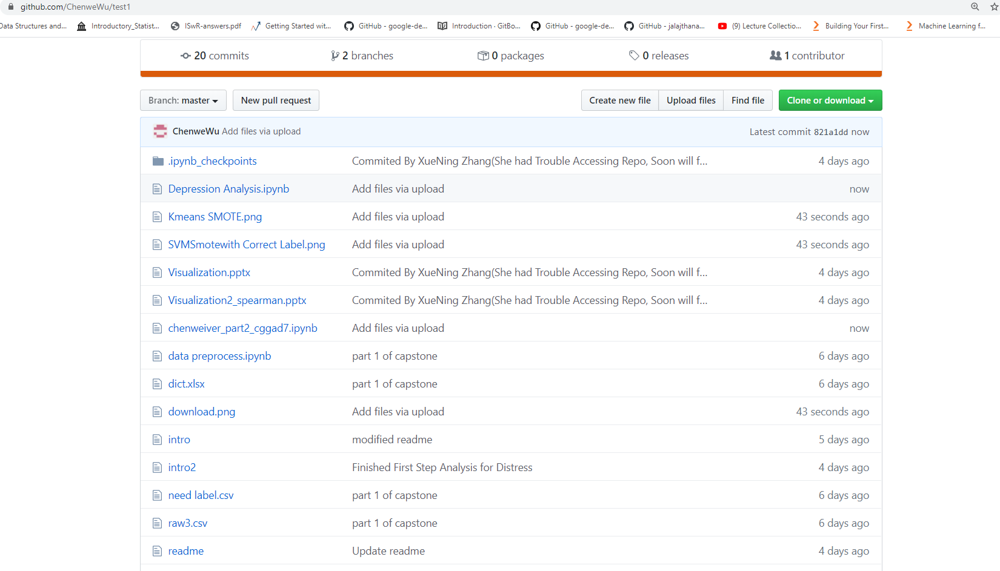 github.com/ChenweWu/test1
Data Structures and... Introductory_Statist... ISwR-answers.pdf Getting Started wit... GitHub - google-de... Introduction · GitBo... GitHub - google-de... GitHub - jalajthana... (9) Lecture Collectio... Building Your First... Machine Learning f...
20 commits 2 branches 0 packages 0 releases 1 contributor
Branch: master New pull request Create new file Upload files Find file Clone or download
ChenweWu Add files via upload Latest commit 821a1dd now
.ipynb_checkpoints Commited By XueNing Zhang(She had Trouble Accessing Repo, Soon will f... 4 days ago
Depression Analysis.ipynb Add files via upload now
Kmeans SMOTE.png Add files via upload 43 seconds ago
SVMSmotewith Correct Label.png Add files via upload 43 seconds ago
Visualization.pptx Commited By XueNing Zhang(She had Trouble Accessing Repo, Soon will f... 4 days ago
Visualization2_spearman.pptx Commited By XueNing Zhang(She had Trouble Accessing Repo, Soon will f... 4 days ago
chenweiver_part2_cggad7.ipynb Add files via upload now
data preprocess.ipynb part 1 of capstone 6 days ago
dict.xlsx part 1 of capstone 6 days ago
download.png Add files via upload 43 seconds ago
intro modified readme 5 days ago
intro2 Finished First Step Analysis for Distress 4 days ago
need label.csv part 1 of capstone 6 days ago
raw3.csv part 1 of capstone 6 days ago
readme Update readme 4 days ago